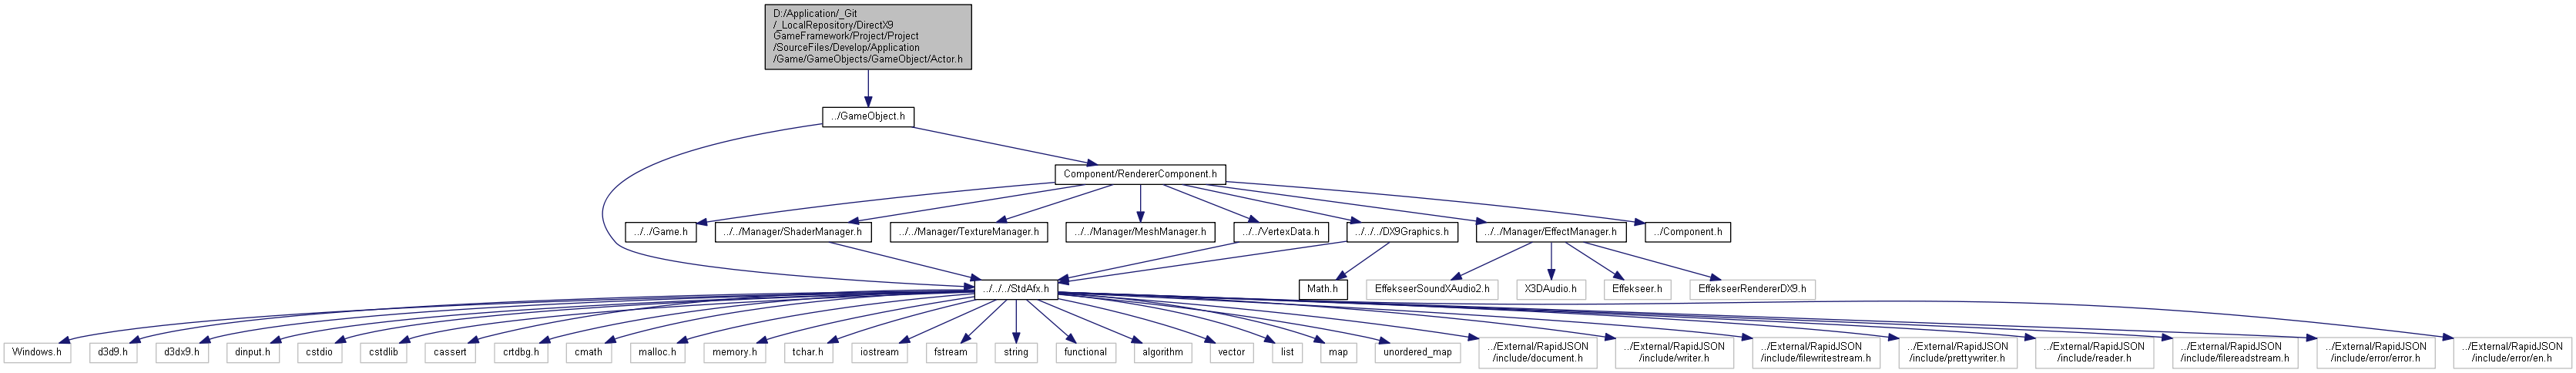 D:/Application/_Git
/_LocalRepository/DirectX9
GameFramework/Project/Project
/SourceFiles/Develop/Application
/Game/GameObjects/GameObject/Actor.h
../GameObject.h
Component/RendererComponent.h
../../Game.h
../../Manager/ShaderManager.h
../../Manager/TextureManager.h
../../Manager/MeshManager.h
../../VertexData.h
../../../DX9Graphics.h
../../Manager/EffectManager.h
../Component.h
../../../StdAfx.h
Math.h
EffekseerSoundXAudio2.h
X3DAudio.h
Effekseer.h
EffekseerRendererDX9.h
Windows.h
d3d9.h
d3dx9.h
dinput.h
cstdio
cstdlib
cassert
crtdbg.h
cmath
malloc.h
memory.h
tchar.h
iostream
fstream
string
functional
algorithm
vector
list
map
unordered_map
../External/RapidJSON
/include/document.h
../External/RapidJSON
/include/writer.h
../External/RapidJSON
/include/filewritestream.h
../External/RapidJSON
/include/prettywriter.h
../External/RapidJSON
/include/reader.h
../External/RapidJSON
/include/filereadstream.h
../External/RapidJSON
/include/error/error.h
../External/RapidJSON
/include/error/en.h